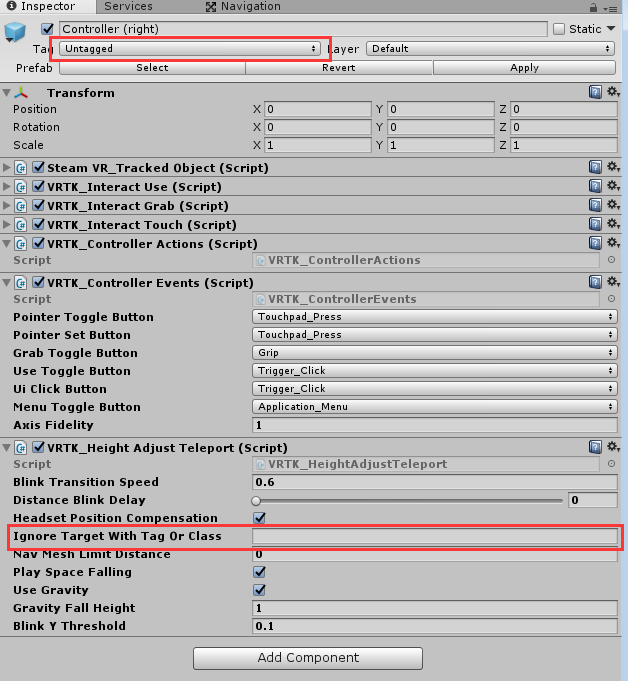 Inspector Services Navigation
Controller (right) Static
Tag Untagged Layer Default
Prefab Select Revert Apply
Transform
Position X 0 Y 0 Z 0
Rotation X 0 Y 0 Z 0
Scale X 1 Y 1 Z 1
Steam VR_Tracked Object (Script)
VRTK_Interact Use (Script)
VRTK_Interact Grab (Script)
VRTK_Interact Touch (Script)
VRTK_Controller Actions (Script)
Script VRTK_ControllerActions
VRTK_Controller Events (Script)
Script VRTK_ControllerEvents
Pointer Toggle Button Touchpad_Press
Pointer Set Button Touchpad_Press
Grab Toggle Button Grip
Use Toggle Button Trigger_Click
Ui Click Button Trigger_Click
Menu Toggle Button Application_Menu
Axis Fidelity 1
VRTK_Height Adjust Teleport (Script)
Script VRTK_HeightAdjustTeleport
Blink Transition Speed 0.6
Distance Blink Delay 0
Headset Position Compensation
Ignore Target With Tag Or Class
Nav Mesh Limit Distance 0
Play Space Falling
Use Gravity
Gravity Fall Height 1
Blink Y Threshold 0.1
Add Component